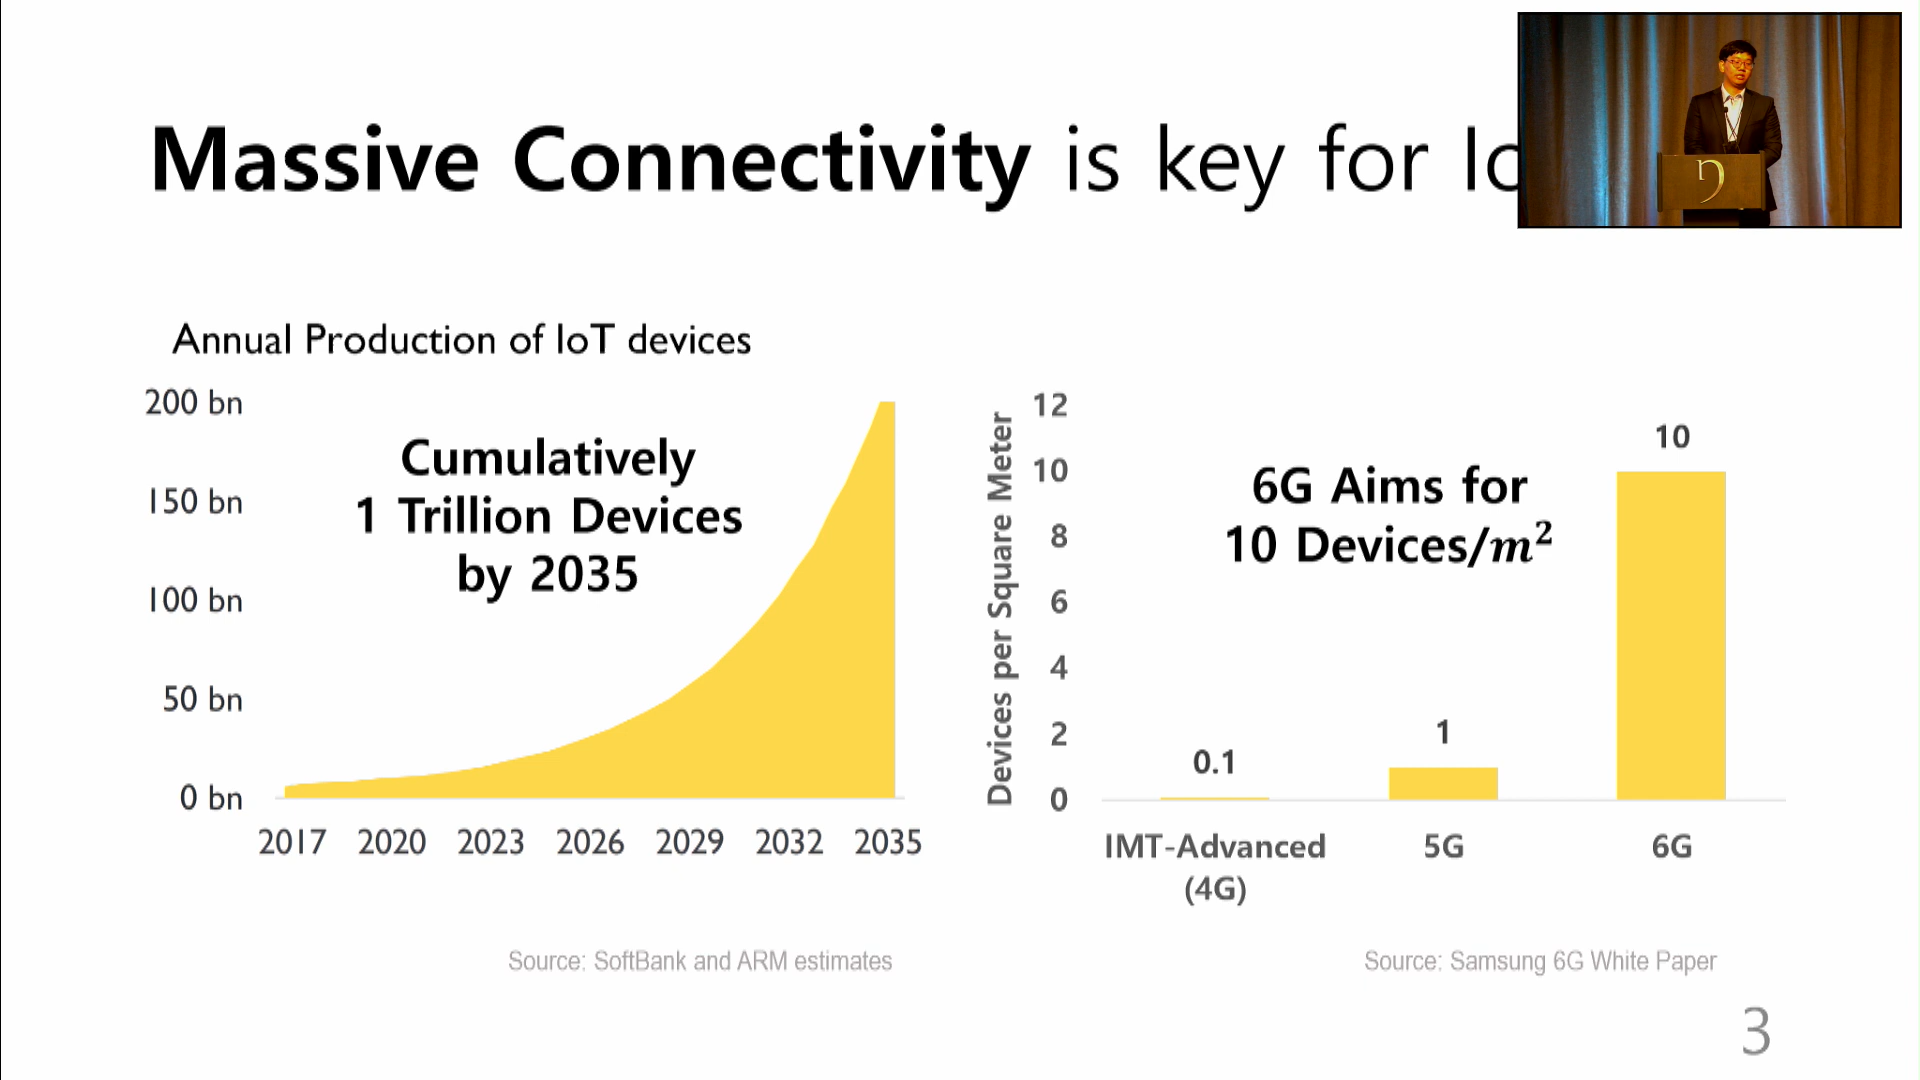 Massive Connectivity is key for Io
Annual Production of IoT devices
200 bn
150 bn
100 bn
50 bn
0 bn
Cumulatively
1 Trillion Devices
by 2035
2017 2020 2023 2026 2029 2032 2035
Source: SoftBank and ARM estimates
Devices per Square Meter
12
10
8
6
4
2
0
6G Aims for
10 Devices/m²
0.1
1
10
IMT-Advanced
(4G)
5G
6G
Source: Samsung 6G White Paper
3